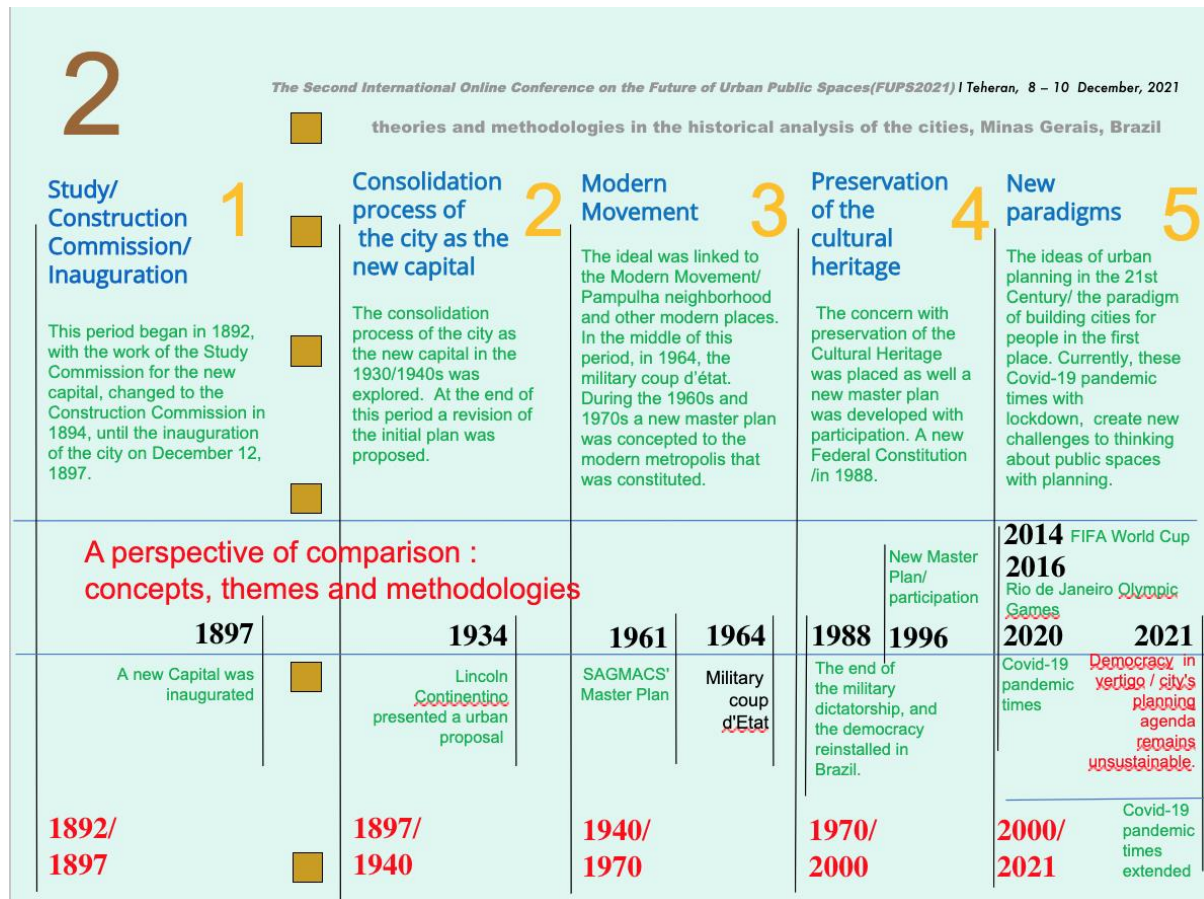 2
The Second International Online Conference on the Future of Urban Public Spaces(FUPS2021) I Teheran, 8 – 10 December, 2021
theories and methodologies in the historical analysis of the cities, Minas Gerais, Brazil
Study/
Construction
Commission/
Inauguration
1
This period began in 1892,
with the work of the Study
Commission for the new
capital, changed to the
Construction Commission in
1894, until the inauguration
of the city on December 12,
1897.
Consolidation
process of
the city as the
new capital
2
The consolidation
process of the city as
the new capital in the
1930/1940s was
explored. At the end of
this period a revision of
the initial plan was
proposed.
Modern
Movement
3
The ideal was linked to
the Modern Movement/
Pampulha neighborhood
and other modern places.
In the middle of this
period, in 1964, the
military coup d'état.
During the 1960s and
1970s a new master plan
was concepted to the
modern metropolis that
was constituted.
Preservation
of the
cultural
heritage
4
The concern with
preservation of the
Cultural Heritage
was placed as well a
new master plan
was developed with
participation. A new
Federal Constitution
/in 1988.
New
paradigms
5
The ideas of urban
planning in the 21st
Century/ the paradigm
of building cities for
people in the first
place. Currently, these
Covid-19 pandemic
times with
lockdown, create new
challenges to thinking
about public spaces
with planning.
A perspective of comparison :
concepts, themes and methodologies
1897
A new Capital was
inaugurated
1934
Lincoln
Continentino
presented a urban
proposal
1961
SAGMACS'
Master Plan
1964
Military
coup
d'Etat
1988
The end of
the military
dictatorship, and
the democracy
reinstalled in
Brazil.
New Master
Plan/
participation
1996
2014 FIFA World Cup
2016
Rio de Janeiro Olympic
Games
2020
Covid-19
pandemic
times
2021
Democracy in
vertigo / city's
planning
agenda
remains
unsustainable.
Covid-19
pandemic
times
extended
1892/
1897
1897/
1940
1940/
1970
1970/
2000
2000/
2021